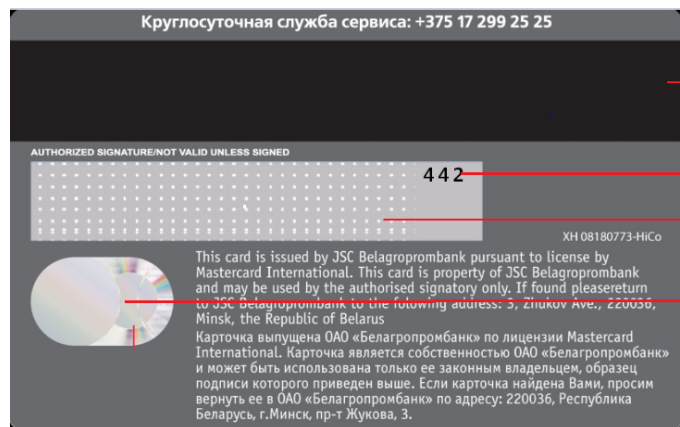 Круглосуточная служба сервиса: +375 17 299 25 25
AUTHORIZED SIGNATURE/NOT VALID UNLESS SIGNED
442
XH 08180773-HiCo
This card is issued by JSC Belagroprombank pursuant to license by
Mastercard International. This card is property of JSC Belagroprombank
and may be used by the authorised signatory only. If found pleasereturn
to JSC Belagroprombank to the folowing address: 3, Zhukov Ave., 220036,
Minsk, the Republic of Belarus
Карточка выпущена ОАО «Белагропромбанк» по лицензии Mastercard
International. Карточка является собственностью ОАО «Белагропромбанк»
и может быть использована только ее законным владельцем, образец
подписи которого приведен выше. Если карточка найдена Вами, просим
вернуть ее в ОАО «Белагропромбанк» по адресу: 220036, Республика
Беларусь, г.Минск, пр-т Жукова, 3.